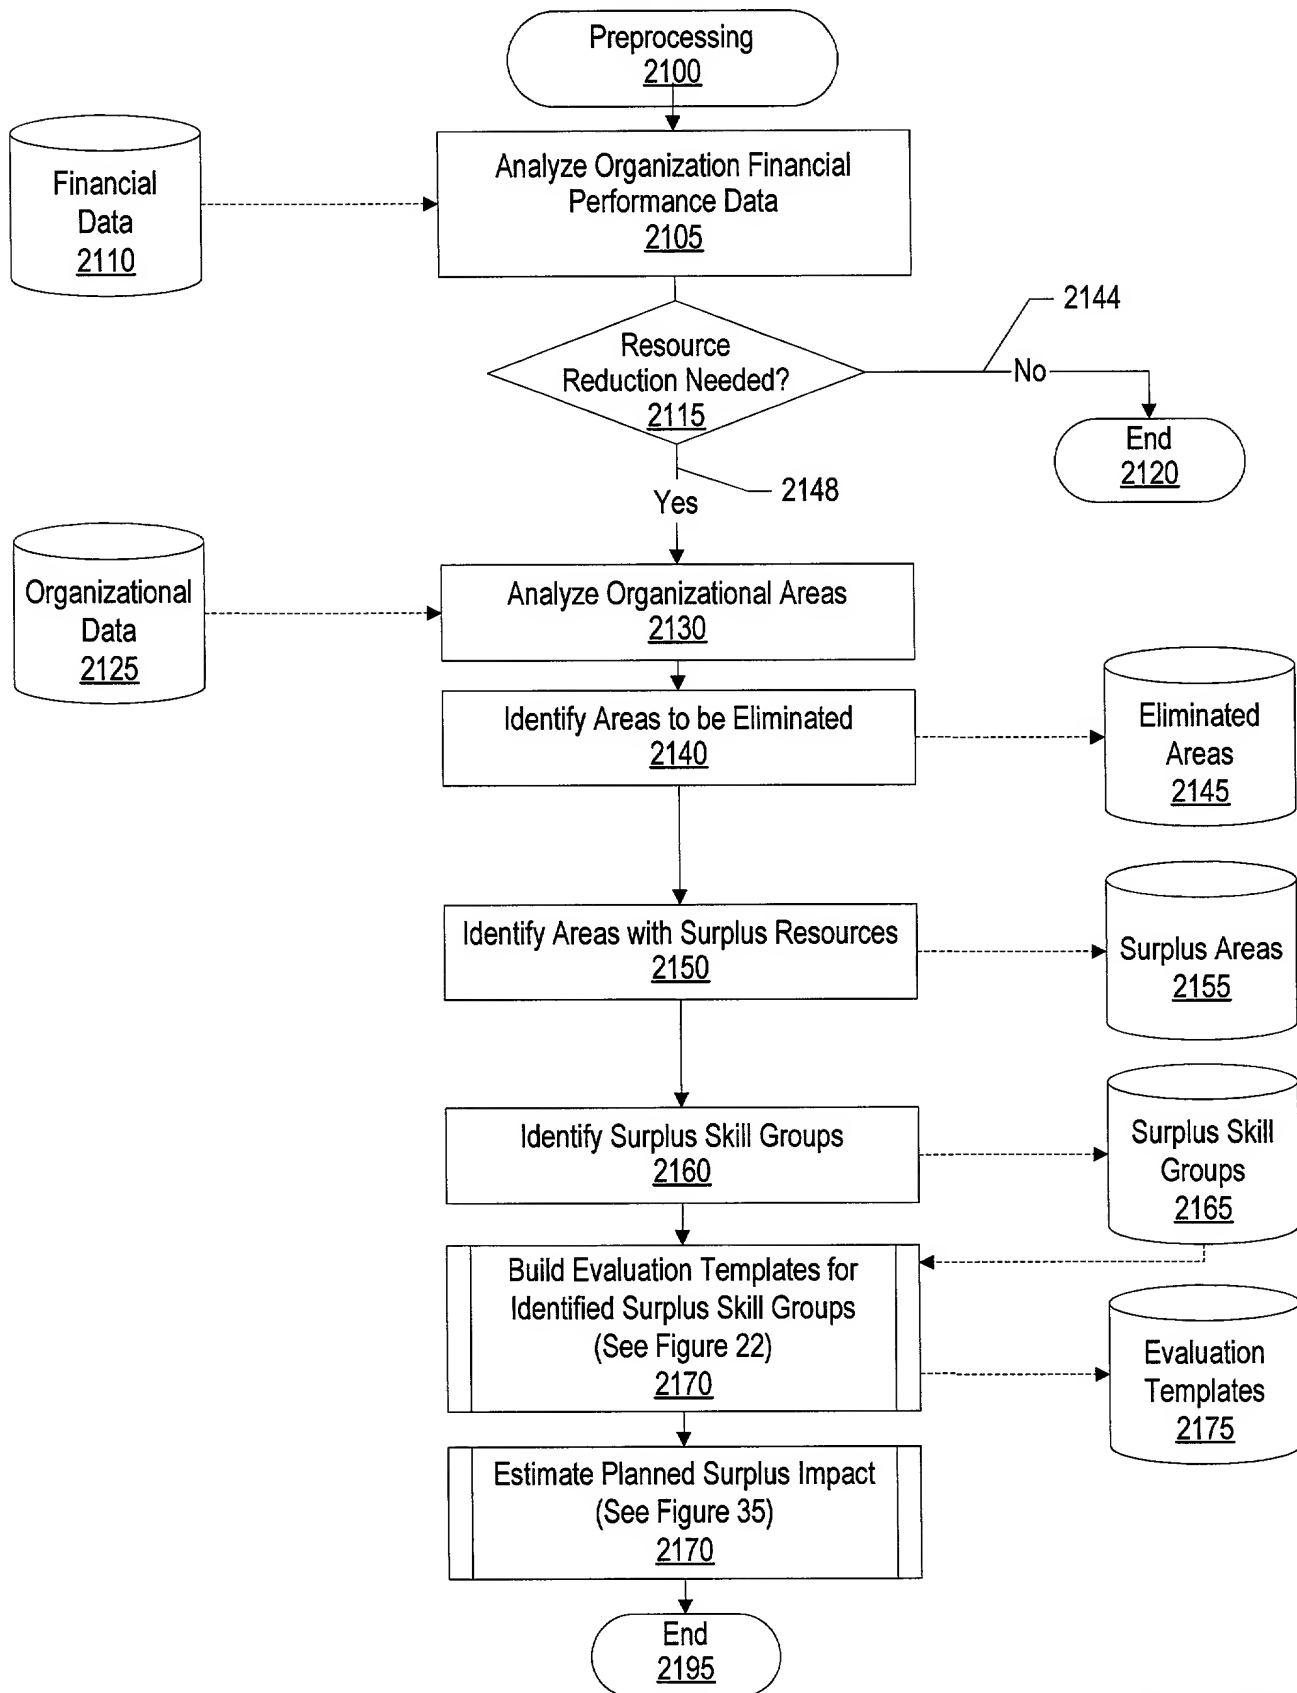 Preprocessing
2100
Financial
Data
2110
Analyze Organization Financial
Performance Data
2105
2144
Resource
Reduction Needed?
2115
No
End
2120
2148
Yes
Organizational
Data
2125
Analyze Organizational Areas
2130
Identify Areas to be Eliminated
2140
Eliminated
Areas
2145
Identify Areas with Surplus Resources
2150
Surplus Areas
2155
Identify Surplus Skill Groups
2160
Surplus Skill
Groups
2165
Build Evaluation Templates for
Identified Surplus Skill Groups
(See Figure 22)
2170
Evaluation
Templates
2175
Estimate Planned Surplus Impact
(See Figure 35)
2170
End
2195